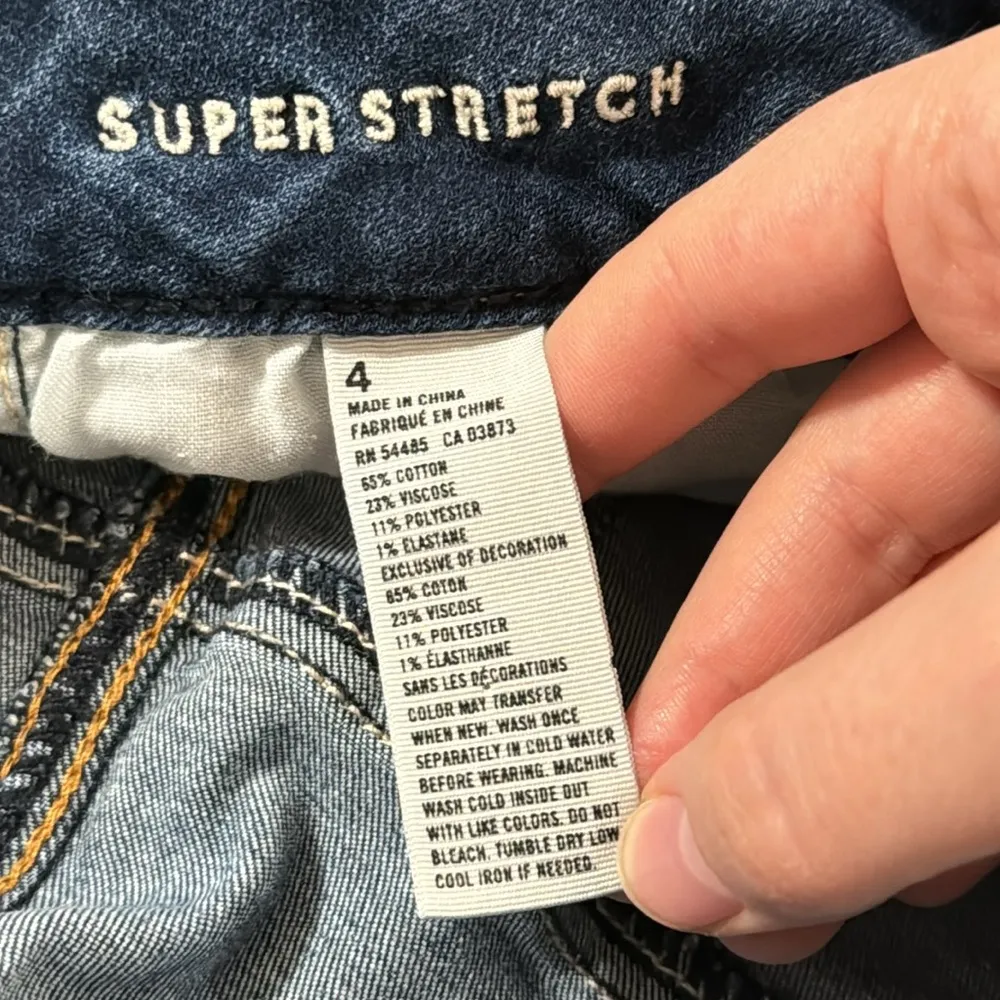 SUPER STRETCH
4
MADE IN CHINA
FABRIQUÉ EN CHINE
RN 54485 CA 03873
65% COTTON
23% VISCOSE
11% POLYESTER
1% ELASTANE
EXCLUSIVE OF DECORATION
65% COTON
23% VISCOSE
11% POLYESTER
1% ÉLASTHANNE
SANS LES DÉCORATIONS
COLOR MAY TRANSFER
WHEN NEW. WASH ONCE
SEPARATELY IN COLD WATER
BEFORE WEARING. MACHINE
WASH COLD INSIDE OUT
WITH LIKE COLORS. DO NOT
BLEACH. TUMBLE DRY LOW
COOL IRON IF NEEDED.